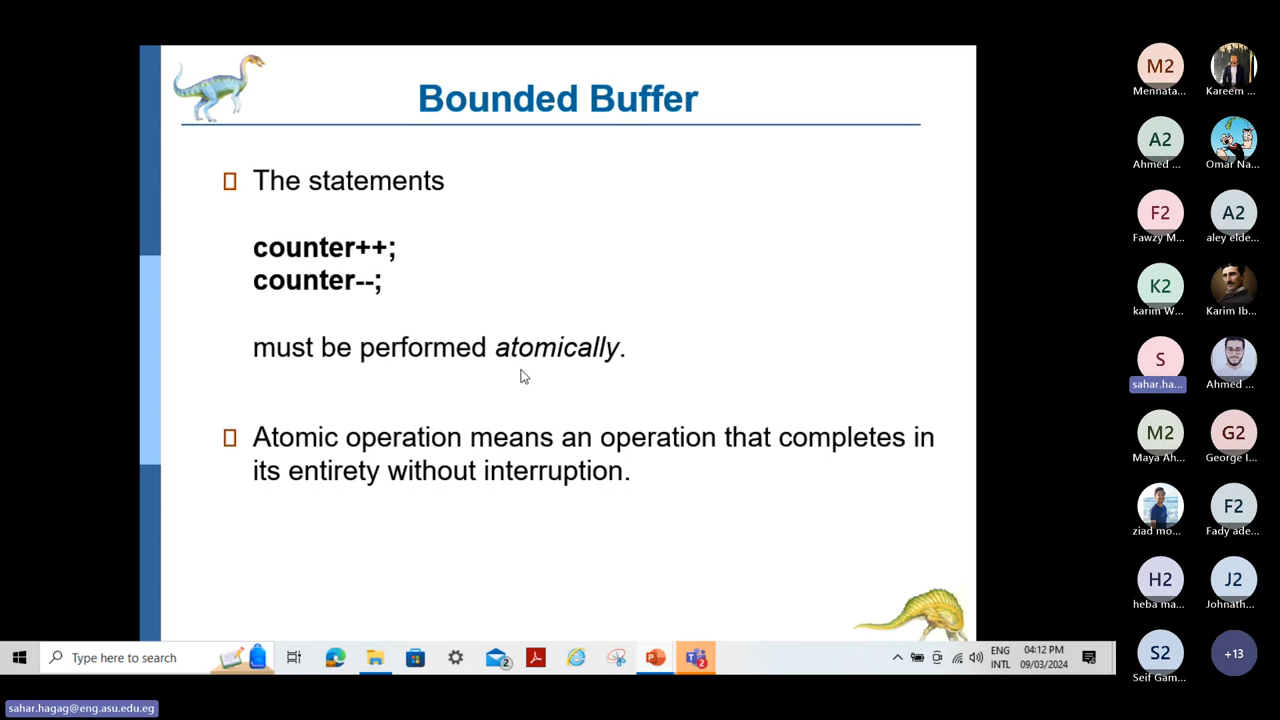 Bounded Buffer
The statements
counter++;
counter--;
must be performed atomically.
Atomic operation means an operation that completes in
its entirety without interruption.
M2
Mennata...
Kareem ...
A2
Ahmed ...
Omar Na...
F2
Fawzy M...
A2
aley elde...
K2
karim W...
Karim Ib...
S
sahar.ha...
Ahmed ...
M2
Maya Ah...
G2
George I...
ziad mo...
F2
Fady ade...
H2
heba ma...
J2
Johnath...
S2
Seif Gam...
+13
Type here to search
2
2
ENG
INTL
04:12 PM
09/03/2024
sahar.hagag@eng.asu.edu.eg